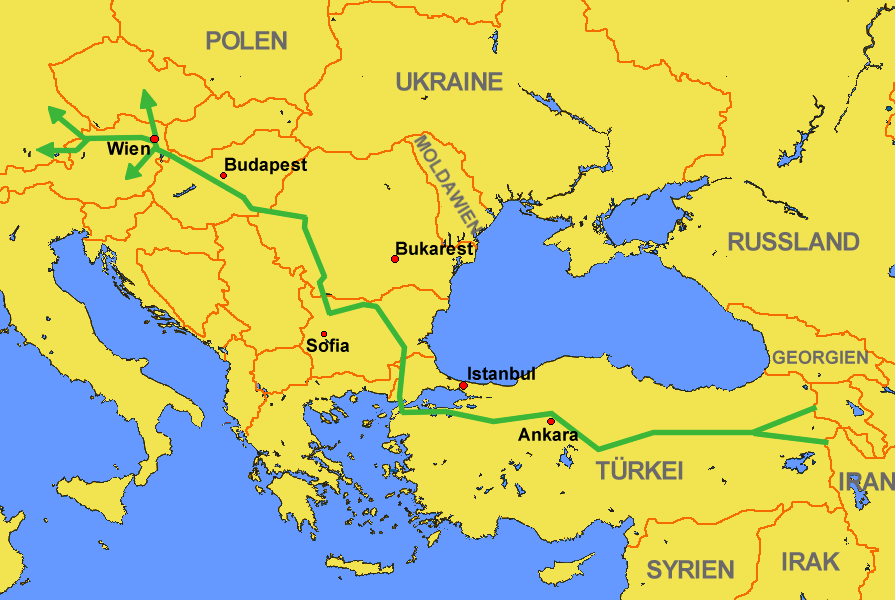 POLEN
UKRAINE
Wien
Budapest
MOLDAWIEN
Bukarest
RUSSLAND
Sofia
GEORGIEN
Istanbul
Ankara
TÜRKEI
IRAN
SYRIEN
IRAK